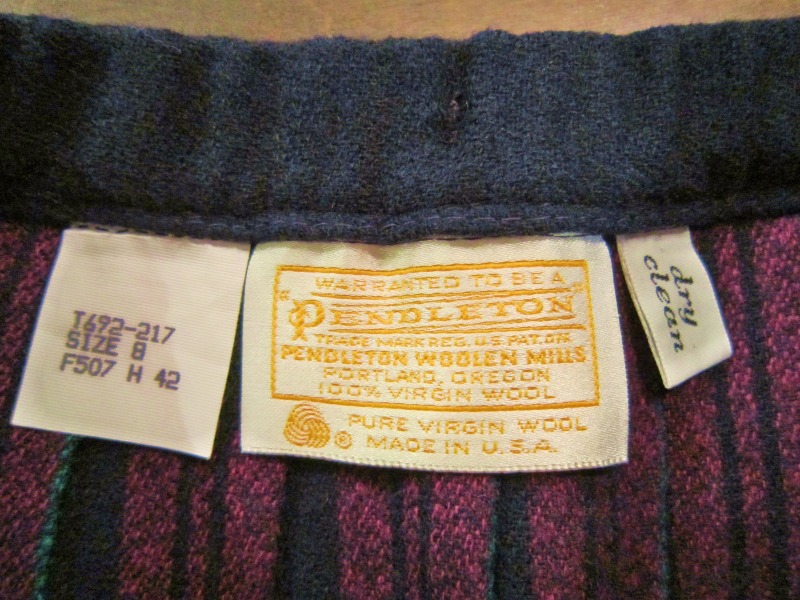 T692-217
SIZE 8
F507 H 42
WARRANTED TO BE A
"PENDLETON"
TRADE MARK REG. U.S. PAT. OFF.
PENDLETON WOOLEN MILLS
PORTLAND, OREGON
100% VIRGIN WOOL
® PURE VIRGIN WOOL
MADE IN U.S.A.
dry
clean